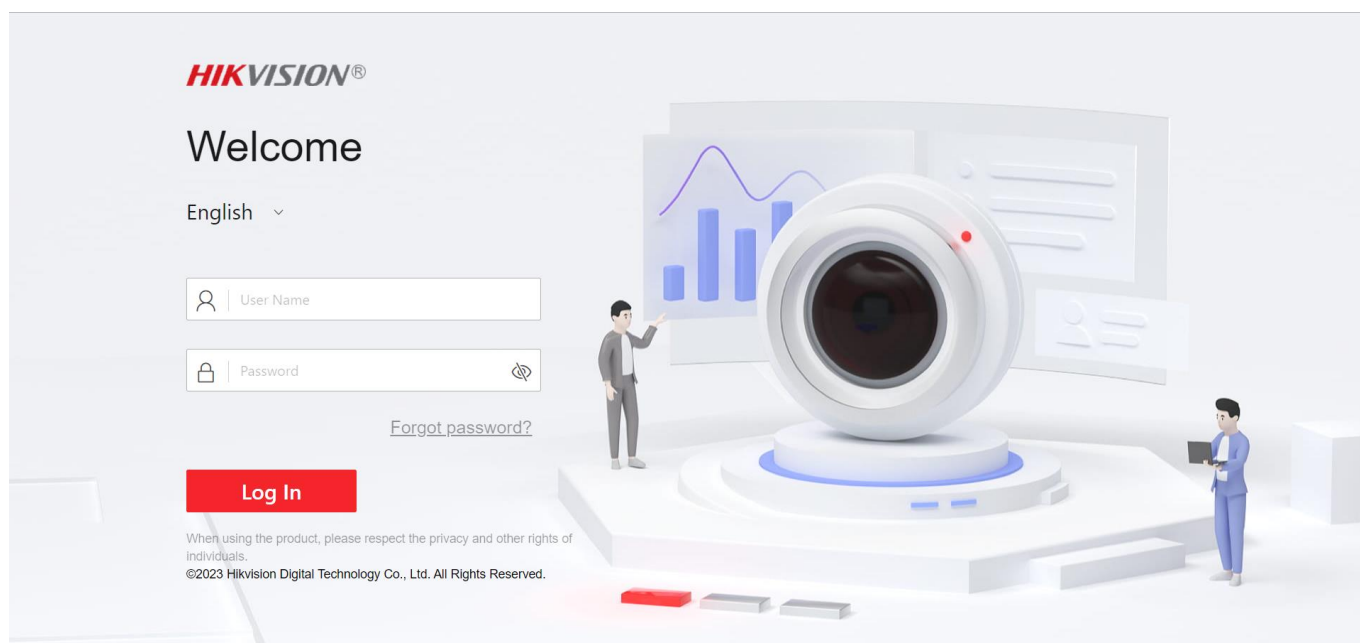 HIKVISION®
Welcome
English
User Name
Password
Forgot password?
Log In
When using the product, please respect the privacy and other rights of
individuals.
©2023 Hikvision Digital Technology Co., Ltd. All Rights Reserved.